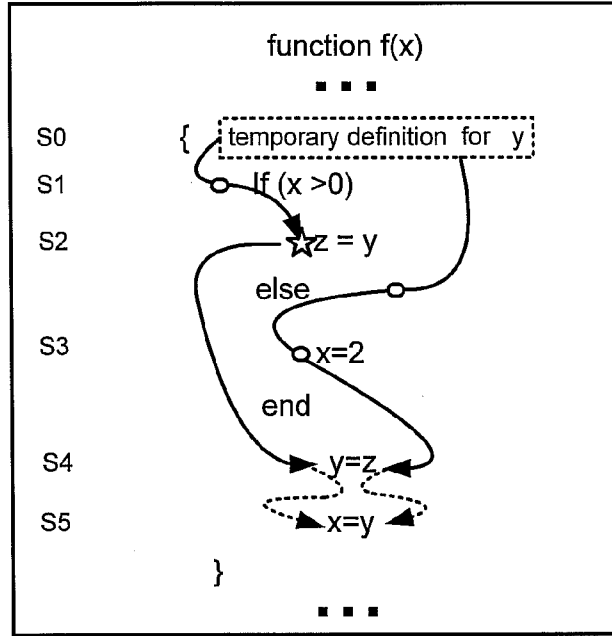 function f(x)
S0 { temporary definition for y
S1 If (x >0)
S2 z = y
else
S3 x=2
end
S4 y=z
S5 x=y
}